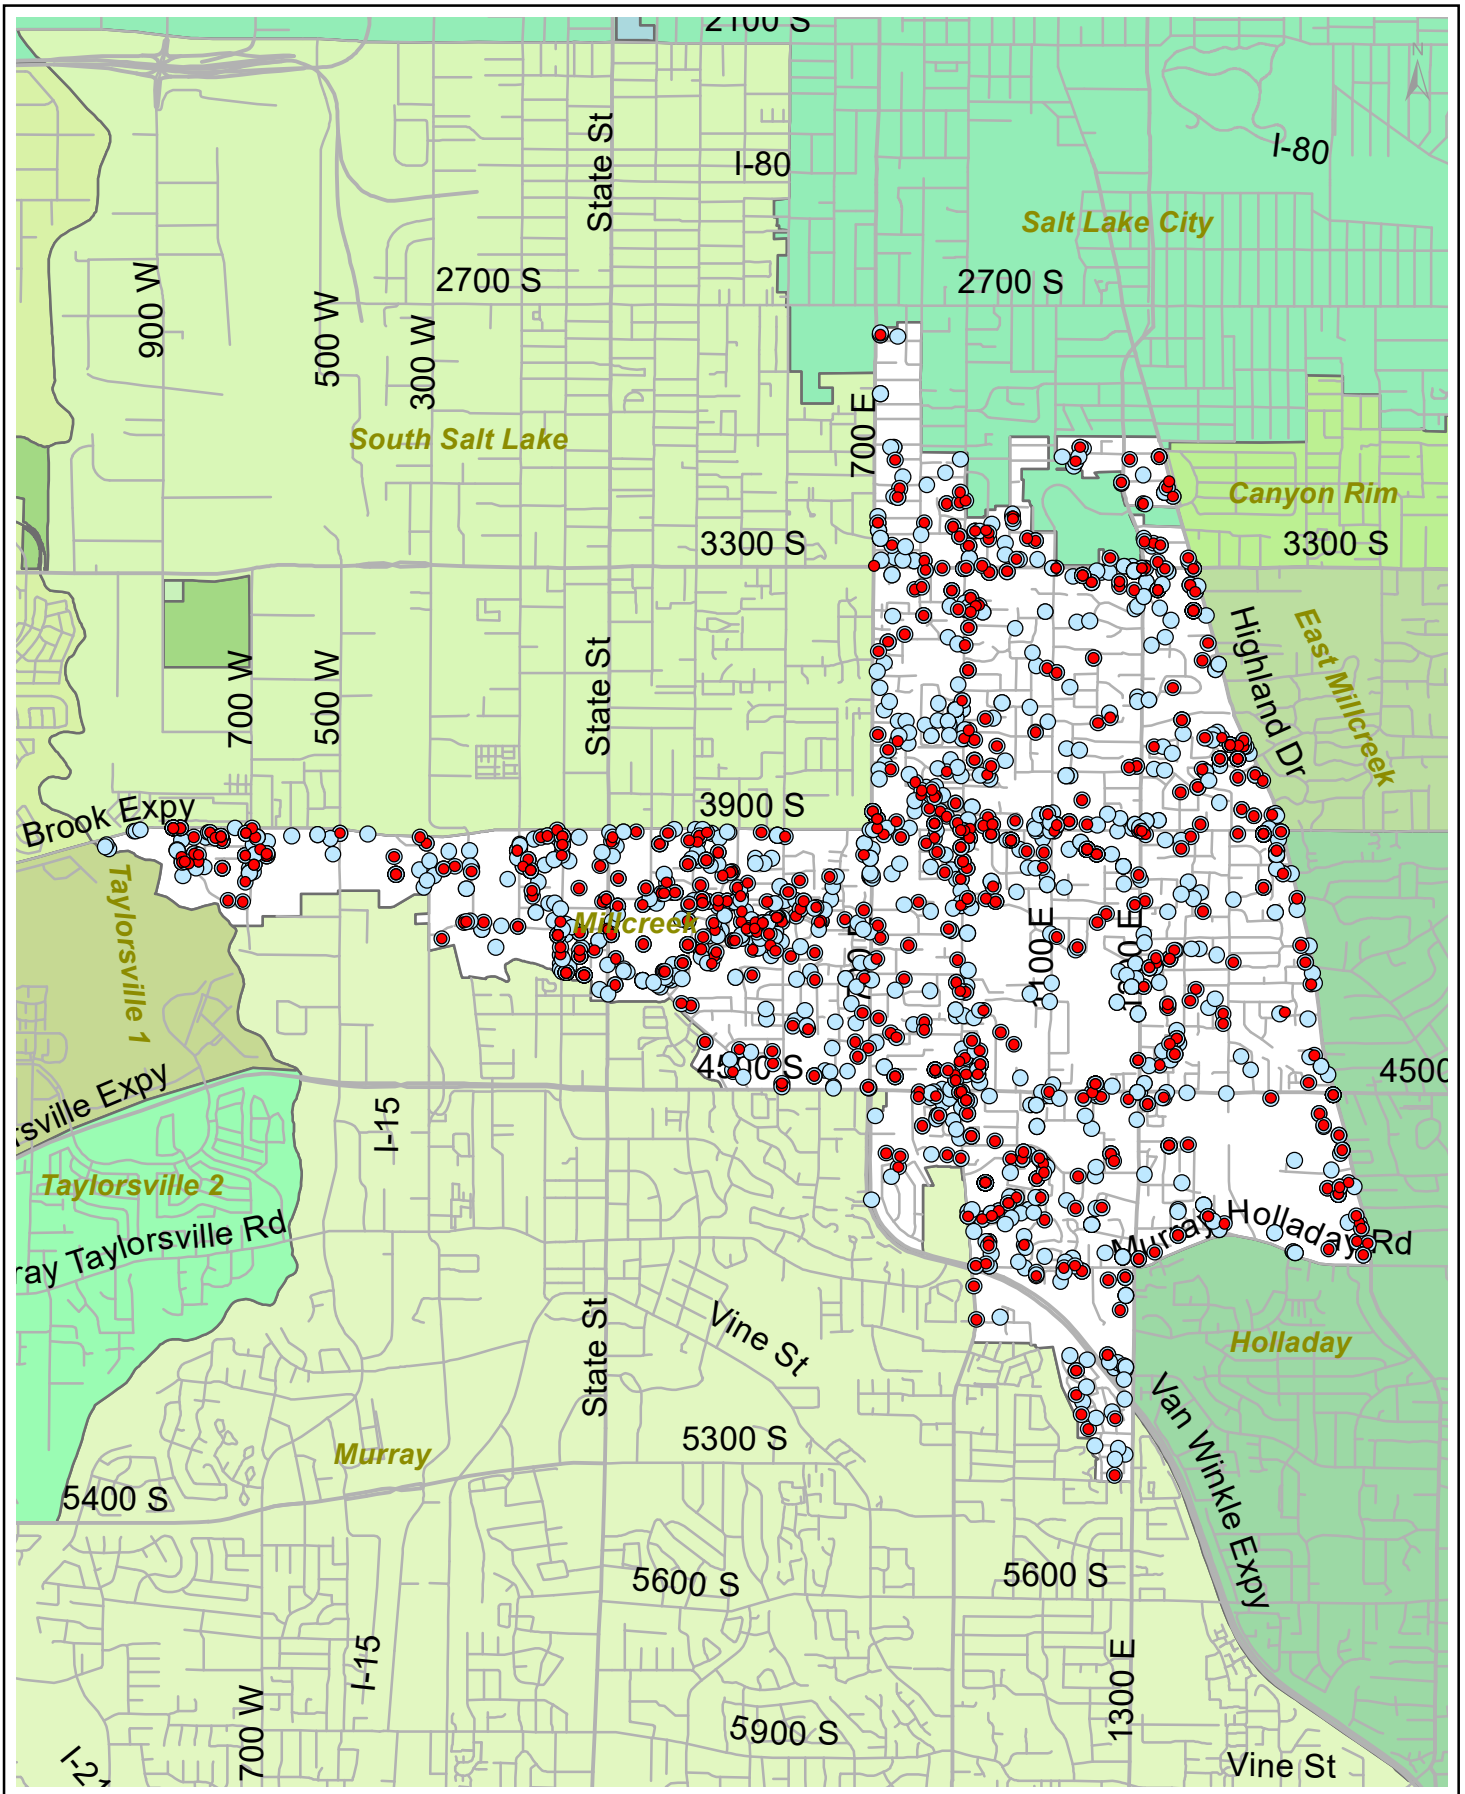 2100 S
N
I-80
State St
I-80
Salt Lake City
2700 S
2700 S
900 W
500 W
300 W
700 E
South Salt Lake
Canyon Rim
3300 S
3300 S
Highland Dr
East Millcreek
700 W
500 W
State St
3900 S
Brook Expy
Taylorsville 1
Millcreek
1100 E
4500 S
4500
rsville Expy
I-15
Taylorsville 2
ray Taylorsville Rd
Murray Holladay Rd
State St
Vine St
Holladay
Van Winkle Expy
5300 S
Murray
5400 S
5600 S
5600 S
I-15
1300 E
700 W
5900 S
I-21
Vine St